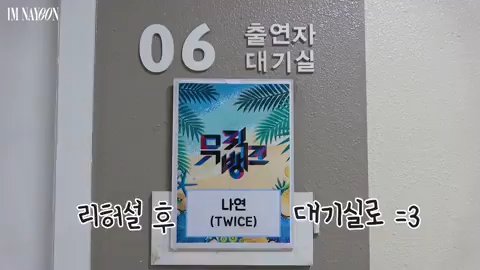 IM NAYEON
06
출연자
대기실
뮤직
뱅크
나연
(TWICE)
리허설 후 대기실로 =3